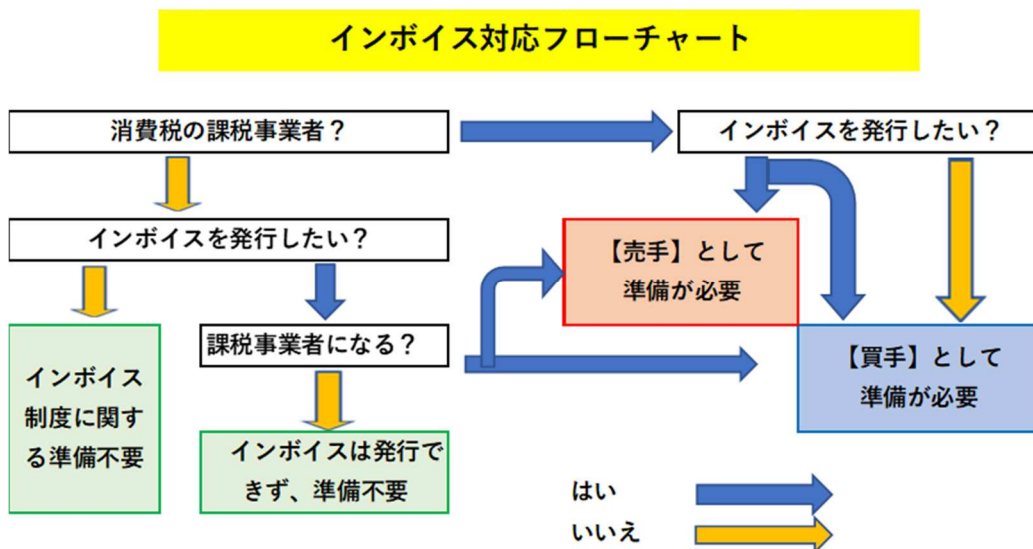 インボイス対応フローチャート
消費税の課税事業者？
インボイスを発行したい？
インボイスを発行したい？
【売手】として
準備が必要
課税事業者になる？
【買手】として
準備が必要
インボイス
制度に関す
る準備不要
インボイスは発行で
きず、準備不要
はい
いいえ